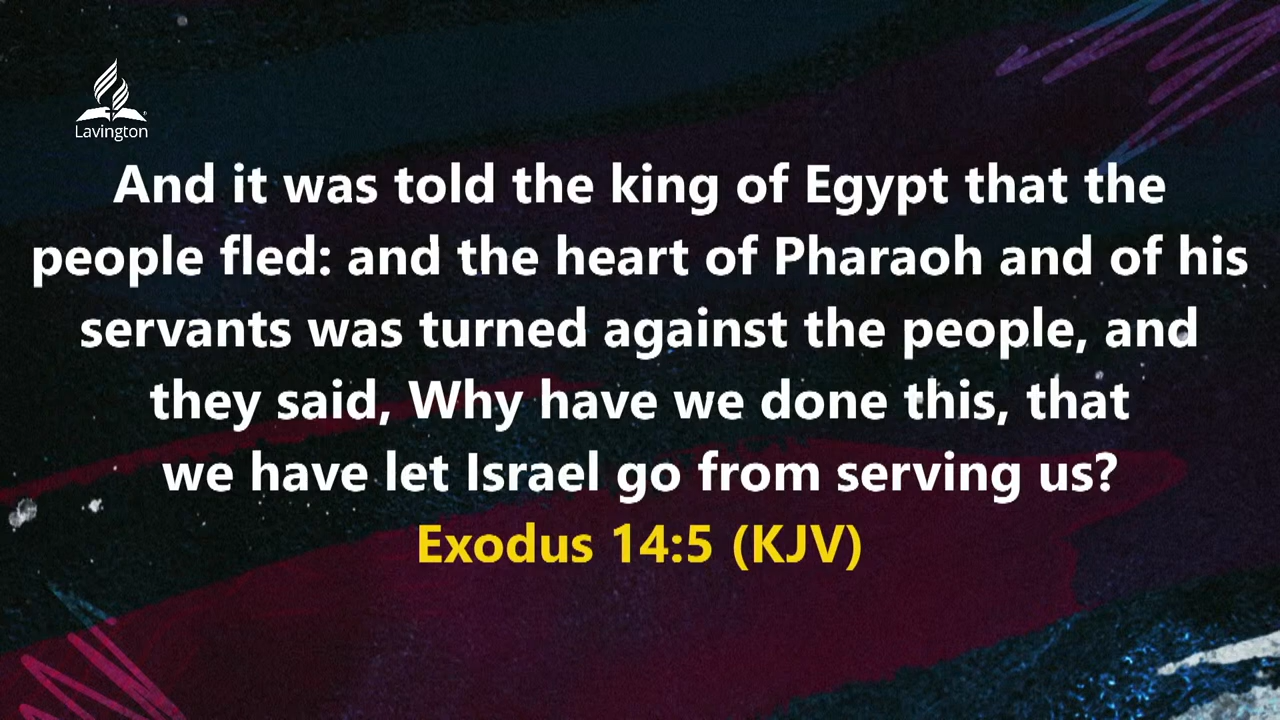 Lavington
And it was told the king of Egypt that the
people fled: and the heart of Pharaoh and of his
servants was turned against the people, and
they said, Why have we done this, that
we have let Israel go from serving us?
Exodus 14:5 (KJV)